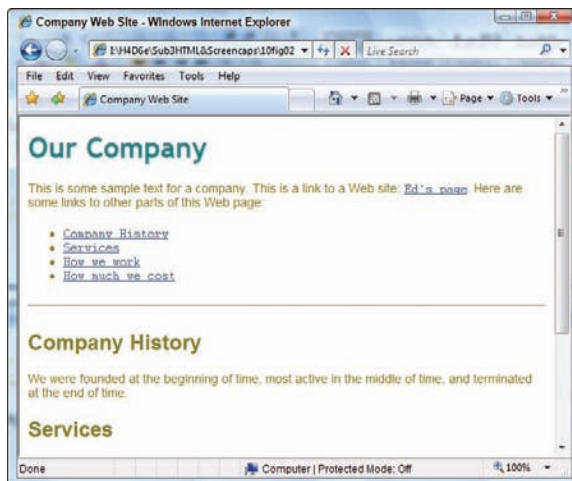 Company Web Site - Windows Internet Explorer
I:\H4D6e\Sub3HTML&Screencaps\10fig02
Live Search
File Edit View Favorites Tools Help
Company Web Site
Page Tools
Our Company
This is some sample text for a company. This is a link to a Web site: Ed's page. Here are
some links to other parts of this Web page
Company History
Services
How we work
How much we cost
Company History
We were founded at the beginning of time, most active in the middle of time, and terminated
at the end of time.
Services
Done
Computer | Protected Mode: Off
100%